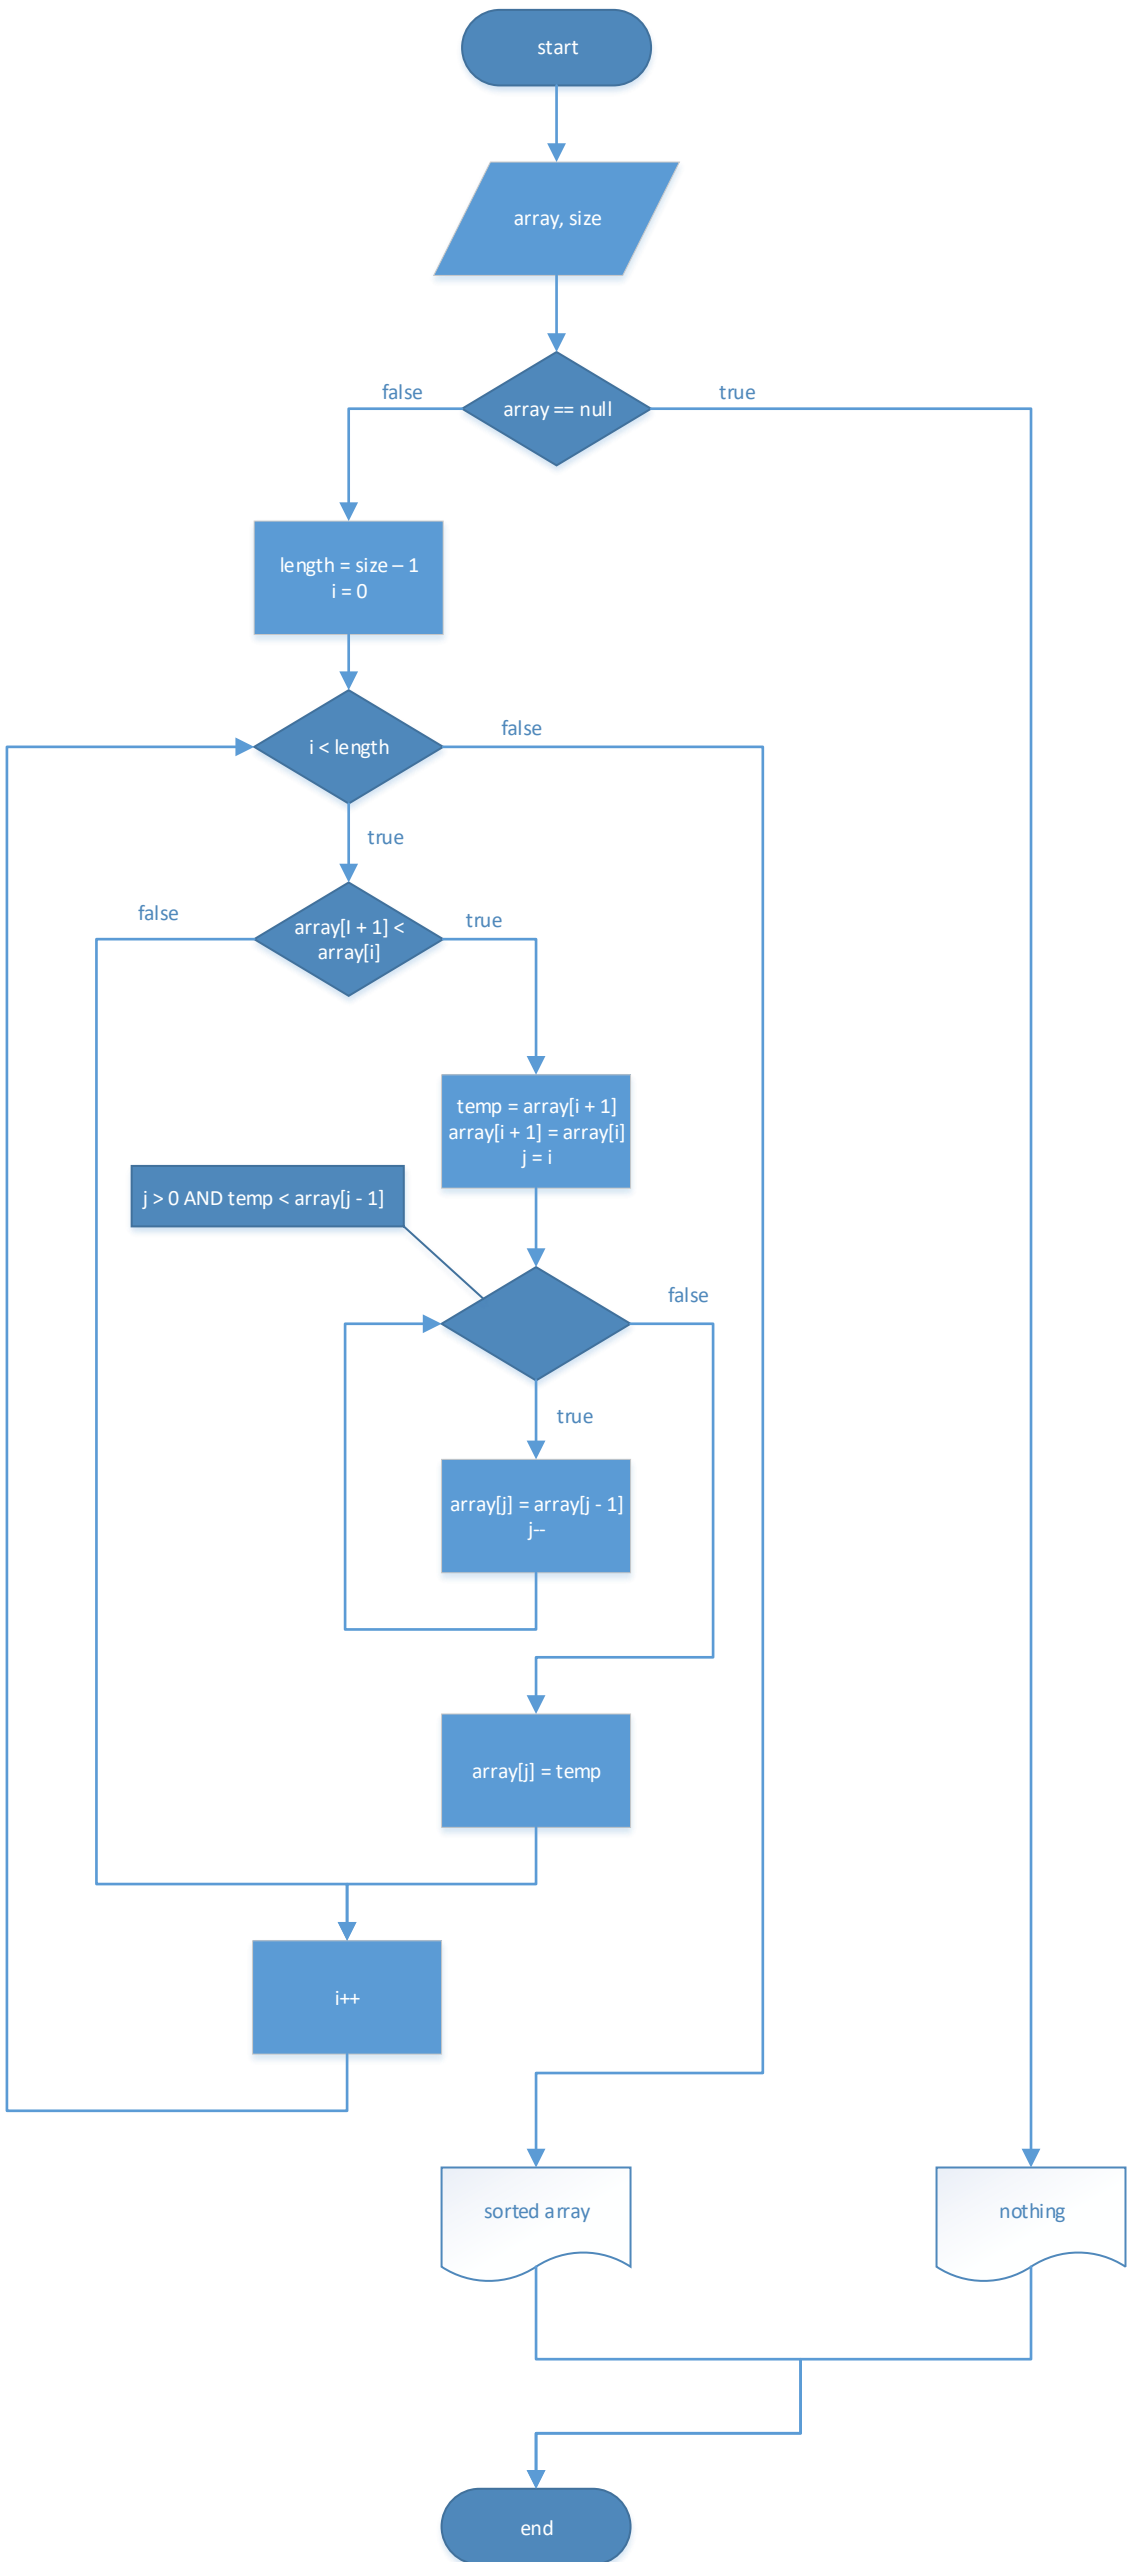 start
array, size
false
array == null
true
length = size – 1
i = 0
i < length
false
true
false
array[I + 1] <
array[i]
true
temp = array[i + 1]
array[i + 1] = array[i]
j = i
j > 0 AND temp < array[j - 1]
false
true
array[j] = array[j - 1]
j--
array[j] = temp
i++
sorted array
nothing
end